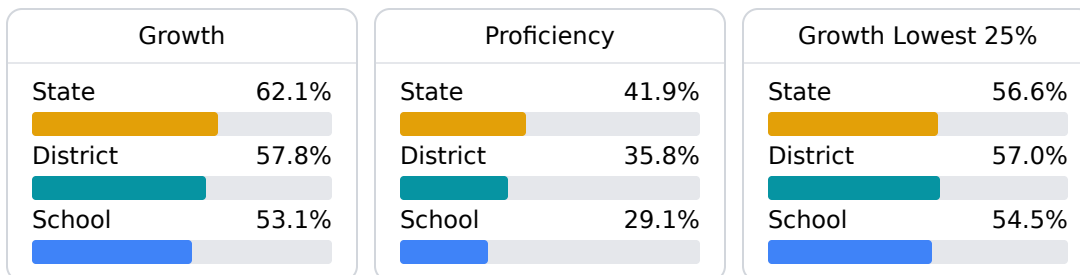 Growth
State 62.1%
District 57.8%
School 53.1%
Proficiency
State 41.9%
District 35.8%
School 29.1%
Growth Lowest 25%
State 56.6%
District 57.0%
School 54.5%